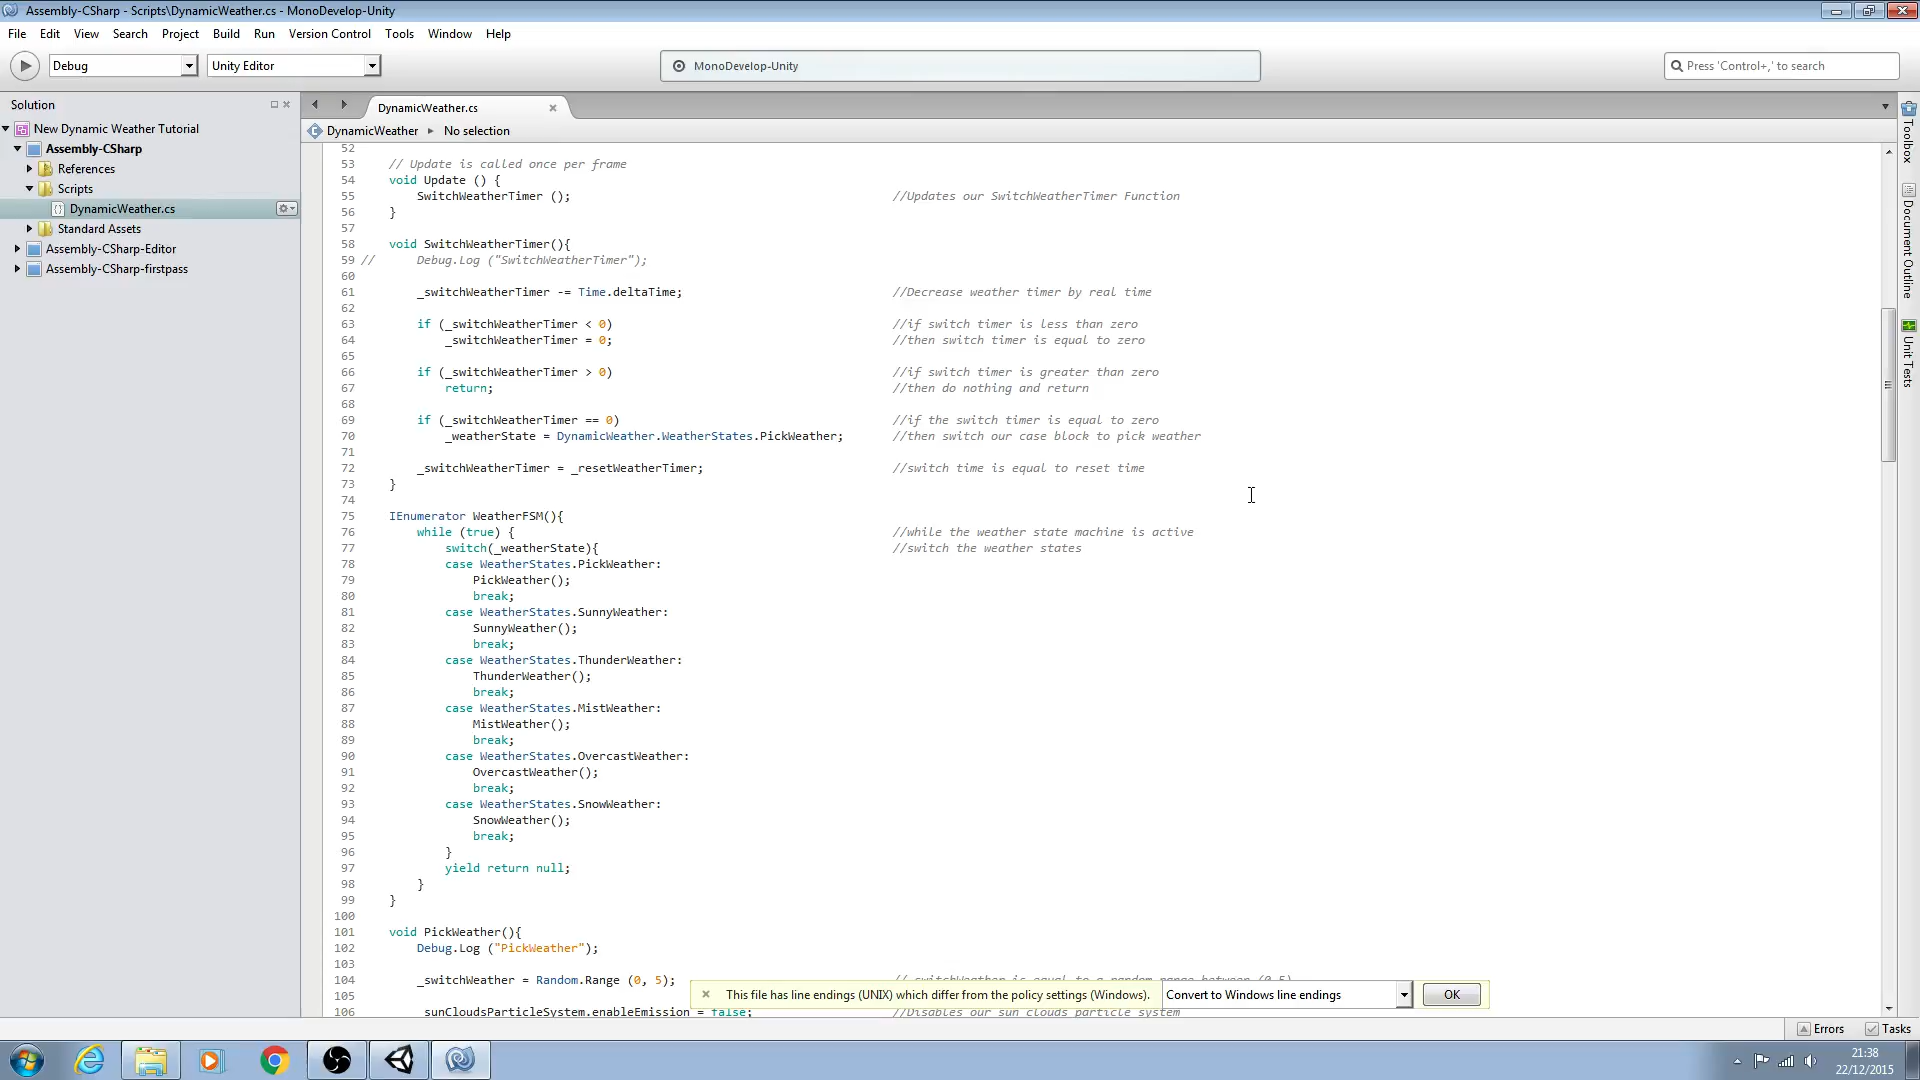 Assembly-CSharp - Scripts\DynamicWeather.cs - MonoDevelop-Unity
File Edit View Search Project Build Run Version Control Tools Window Help
Debug Unity Editor MonoDevelop-Unity Press 'Control+,' to search
Solution
New Dynamic Weather Tutorial
Assembly-CSharp
References
Scripts
DynamicWeather.cs
Standard Assets
Assembly-CSharp-Editor
Assembly-CSharp-firstpass
DynamicWeather.cs
DynamicWeather No selection
52
53 // Update is called once per frame
54 void Update () {
55 SwitchWeatherTimer (); //Updates our SwitchWeatherTimer Function
56 }
57
58 void SwitchWeatherTimer(){
59 // Debug.Log ("SwitchWeatherTimer");
60
61 _switchWeatherTimer -= Time.deltaTime; //Decrease weather timer by real time
62
63 if (_switchWeatherTimer < 0) //if switch timer is less than zero
64 _switchWeatherTimer = 0; //then switch timer is equal to zero
65
66 if (_switchWeatherTimer > 0) //if switch timer is greater than zero
67 return; //then do nothing and return
68
69 if (_switchWeatherTimer == 0) //if the switch timer is equal to zero
70 _weatherState = DynamicWeather.WeatherStates.PickWeather; //then switch our case block to pick weather
71
72 _switchWeatherTimer = _resetWeatherTimer; //switch time is equal to reset time
73 }
74
75 IEnumerator WeatherFSM(){
76 while (true) { //while the weather state machine is active
77 switch(_weatherState){ //switch the weather states
78 case WeatherStates.PickWeather:
79 PickWeather();
80 break;
81 case WeatherStates.SunnyWeather:
82 SunnyWeather();
83 break;
84 case WeatherStates.ThunderWeather:
85 ThunderWeather();
86 break;
87 case WeatherStates.MistWeather:
88 MistWeather();
89 break;
90 case WeatherStates.OvercastWeather:
91 OvercastWeather();
92 break;
93 case WeatherStates.SnowWeather:
94 SnowWeather();
95 break;
96 }
97 yield return null;
98 }
99 }
100
101 void PickWeather(){
102 Debug.Log ("PickWeather");
103
104 _switchWeather = Random.Range (0, 5); // switchWeather is equal to a random range between (0,5)
105
106 sunCloudsParticleSystem.enableEmission = false; //Disables our sun clouds particle system
This file has line endings (UNIX) which differ from the policy settings (Windows). Convert to Windows line endings OK
Toolbox
Document Outline
Unit Tests
Errors Tasks
21:38
22/12/2015